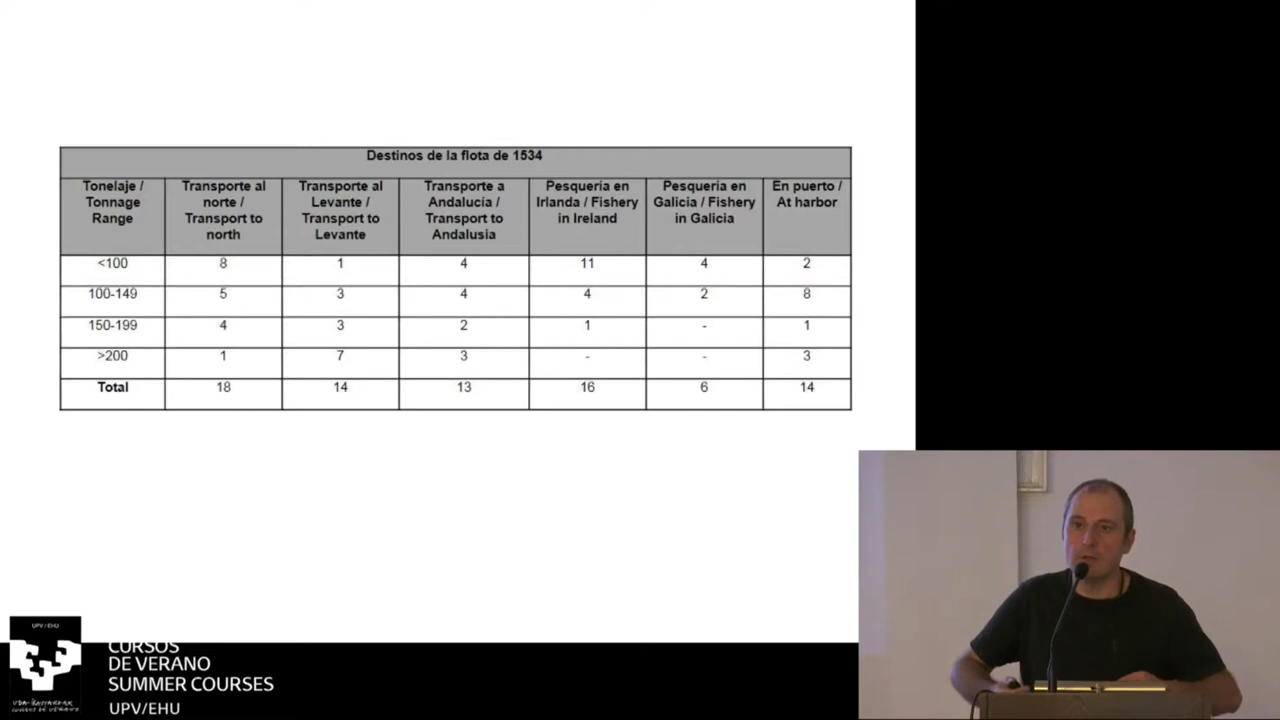 Destinos de la flota de 1534
Tonelaje / Tonnage Range
Transporte al norte / Transport to north
Transporte al Levante / Transport to Levante
Transporte a Andalucía / Transport to Andalusia
Pesquería en Irlanda / Fishery in Ireland
Pesquería en Galicia / Fishery in Galicia
En puerto / At harbor
<100 8 1 4 11 4 2
100-149 5 3 4 4 2 8
150-199 4 3 2 1 - 1
>200 1 7 3 - - 3
Total 18 14 13 16 6 14
UPV / EHU
CURSOS
DE VERANO
SUMMER COURSES
UPV/EHU